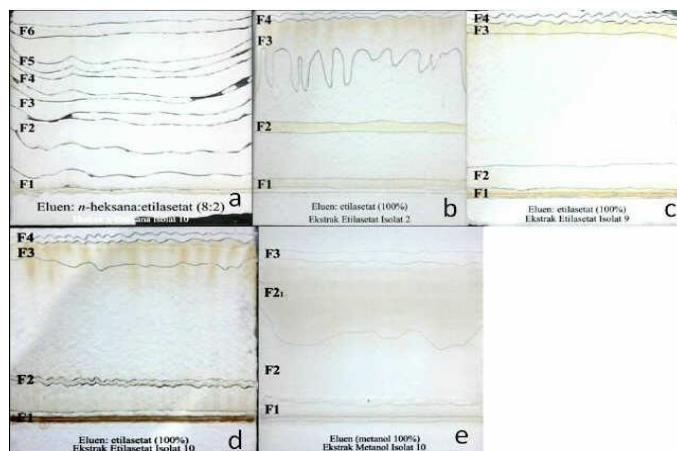 F6
F5
F4
F3
F2
F1
a
Eluen: n-heksana:etilasetat (8:2)
Isolat 10
F4
F3
F2
F1
b
Eluen: etilasetat (100%)
Ekstrak Etilasetat Isolat 2
F4
F3
F2
F1
c
Eluen: etilasetat (100%)
Ekstrak Etilasetat Isolat 9
F4
F3
F2
F1
d
Eluen: etilasetat (100%)
Ekstrak Etilasetat Isolat 10
F3
F2₁
F2
F1
e
Eluen (metanol 100%)
Ekstrak Metanol Isolat 10